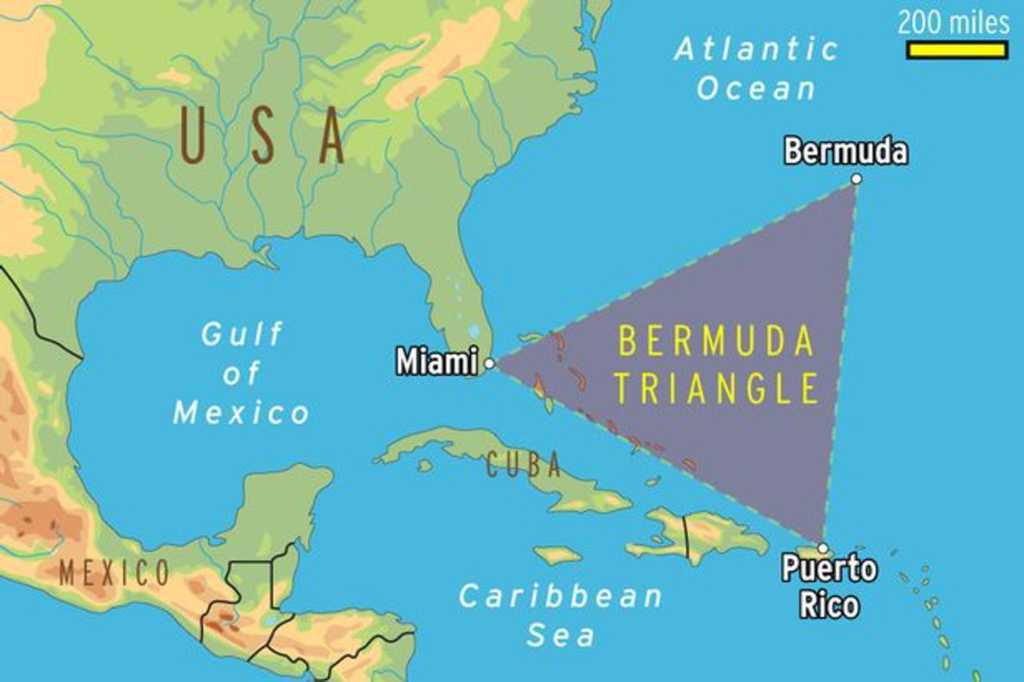 200 miles
Atlantic
Ocean
USA
Bermuda
Gulf
of
Mexico
Miami
BERMUDA
TRIANGLE
CUBA
MEXICO
Puerto
Rico
Caribbean
Sea